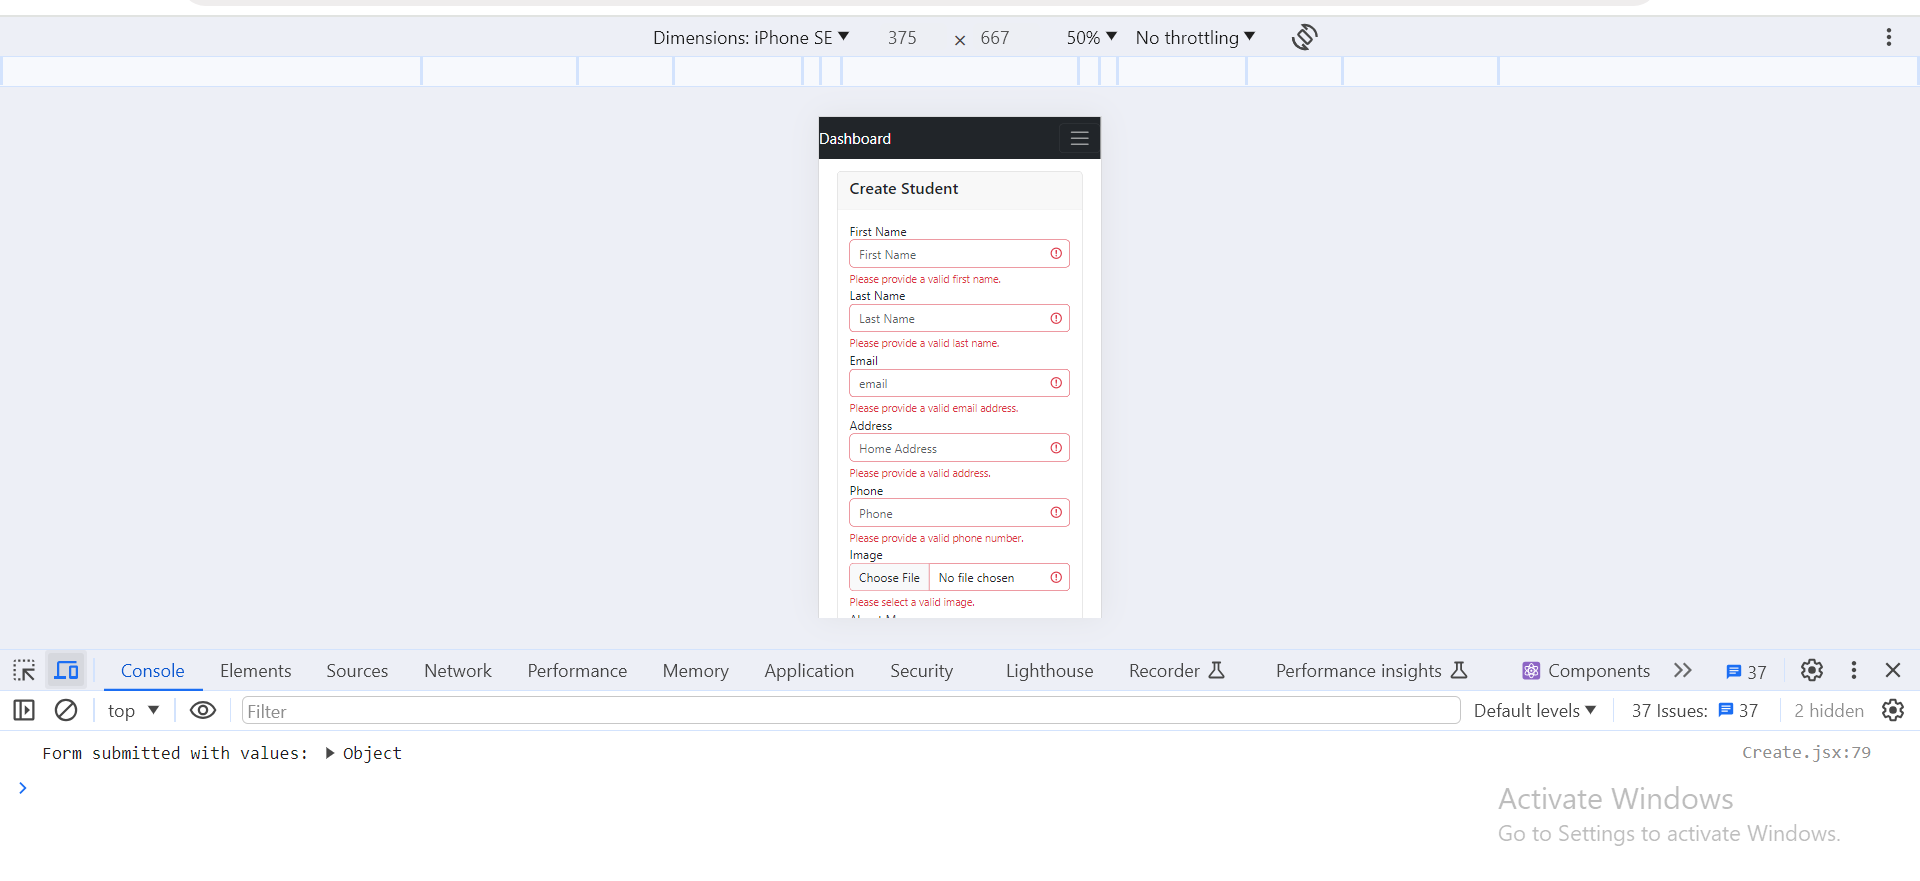 Dimensions: iPhone SE 375 × 667 50% No throttling
Dashboard
Create Student
First Name
First Name
Please provide a valid first name.
Last Name
Last Name
Please provide a valid last name.
Email
email
Please provide a valid email address.
Address
Home Address
Please provide a valid address.
Phone
Phone
Please provide a valid phone number.
Image
Choose File No file chosen
Please select a valid image.
Console Elements Sources Network Performance Memory Application Security Lighthouse Recorder Performance insights Components 37
top Filter Default levels 37 Issues: 37 2 hidden
Form submitted with values: Object Create.jsx:79
Activate Windows
Go to Settings to activate Windows.